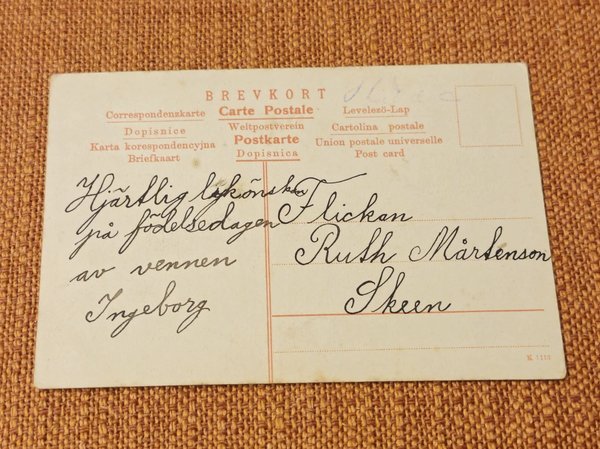 BREVKORT
Correspondenzkarte Carte Postale Levelezö-Lap
Dopisnice Weltpostverein Cartolina postale
Karta korespondencyjna Postkarte Union postale universelle
Briefkaart Dopisnica Post card
Hjärtlig lyckönskan
på födelsedagen
av vennen
Ingeborg
Flickan
Ruth Mårtenson
Skeen